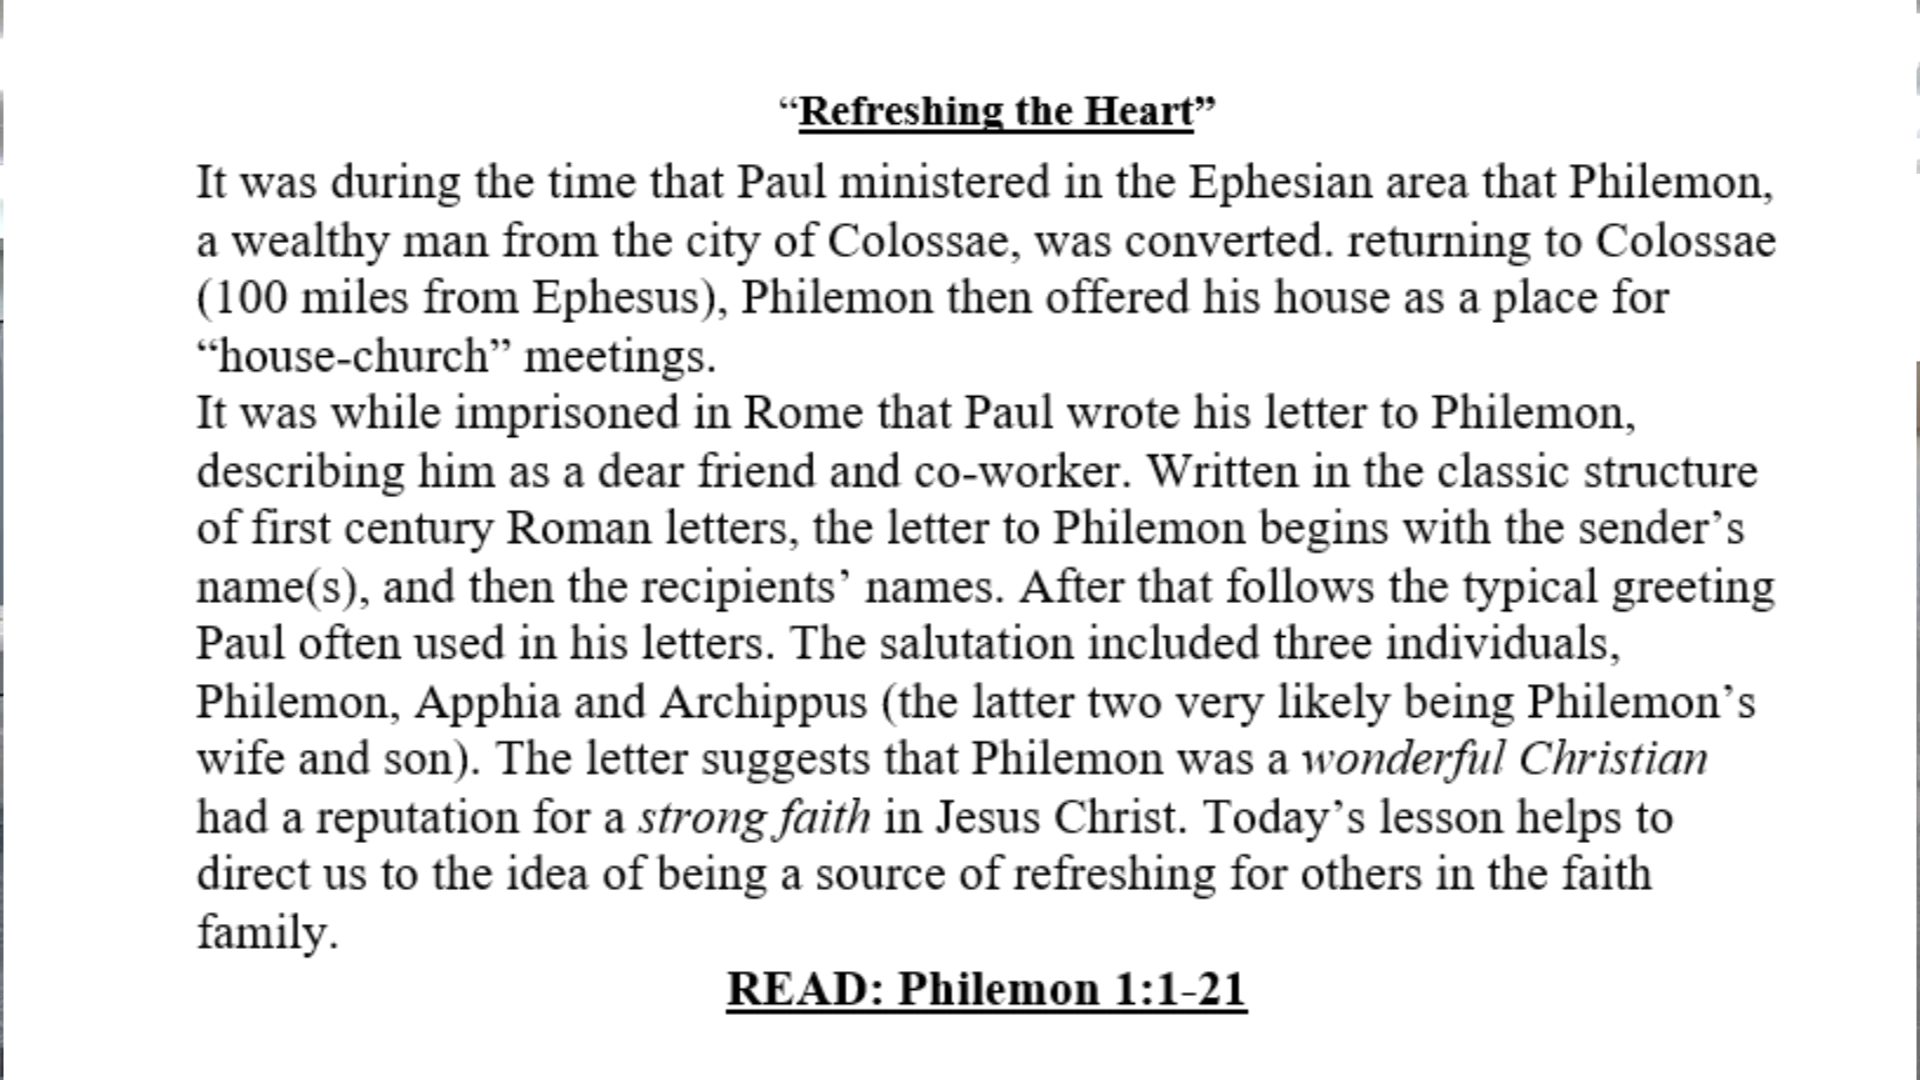 “Refreshing the Heart”
It was during the time that Paul ministered in the Ephesian area that Philemon,
a wealthy man from the city of Colossae, was converted. returning to Colossae
(100 miles from Ephesus), Philemon then offered his house as a place for
“house-church” meetings.
It was while imprisoned in Rome that Paul wrote his letter to Philemon,
describing him as a dear friend and co-worker. Written in the classic structure
of first century Roman letters, the letter to Philemon begins with the sender’s
name(s), and then the recipients’ names. After that follows the typical greeting
Paul often used in his letters. The salutation included three individuals,
Philemon, Apphia and Archippus (the latter two very likely being Philemon’s
wife and son). The letter suggests that Philemon was a wonderful Christian
had a reputation for a strong faith in Jesus Christ. Today’s lesson helps to
direct us to the idea of being a source of refreshing for others in the faith
family.
READ: Philemon 1:1-21